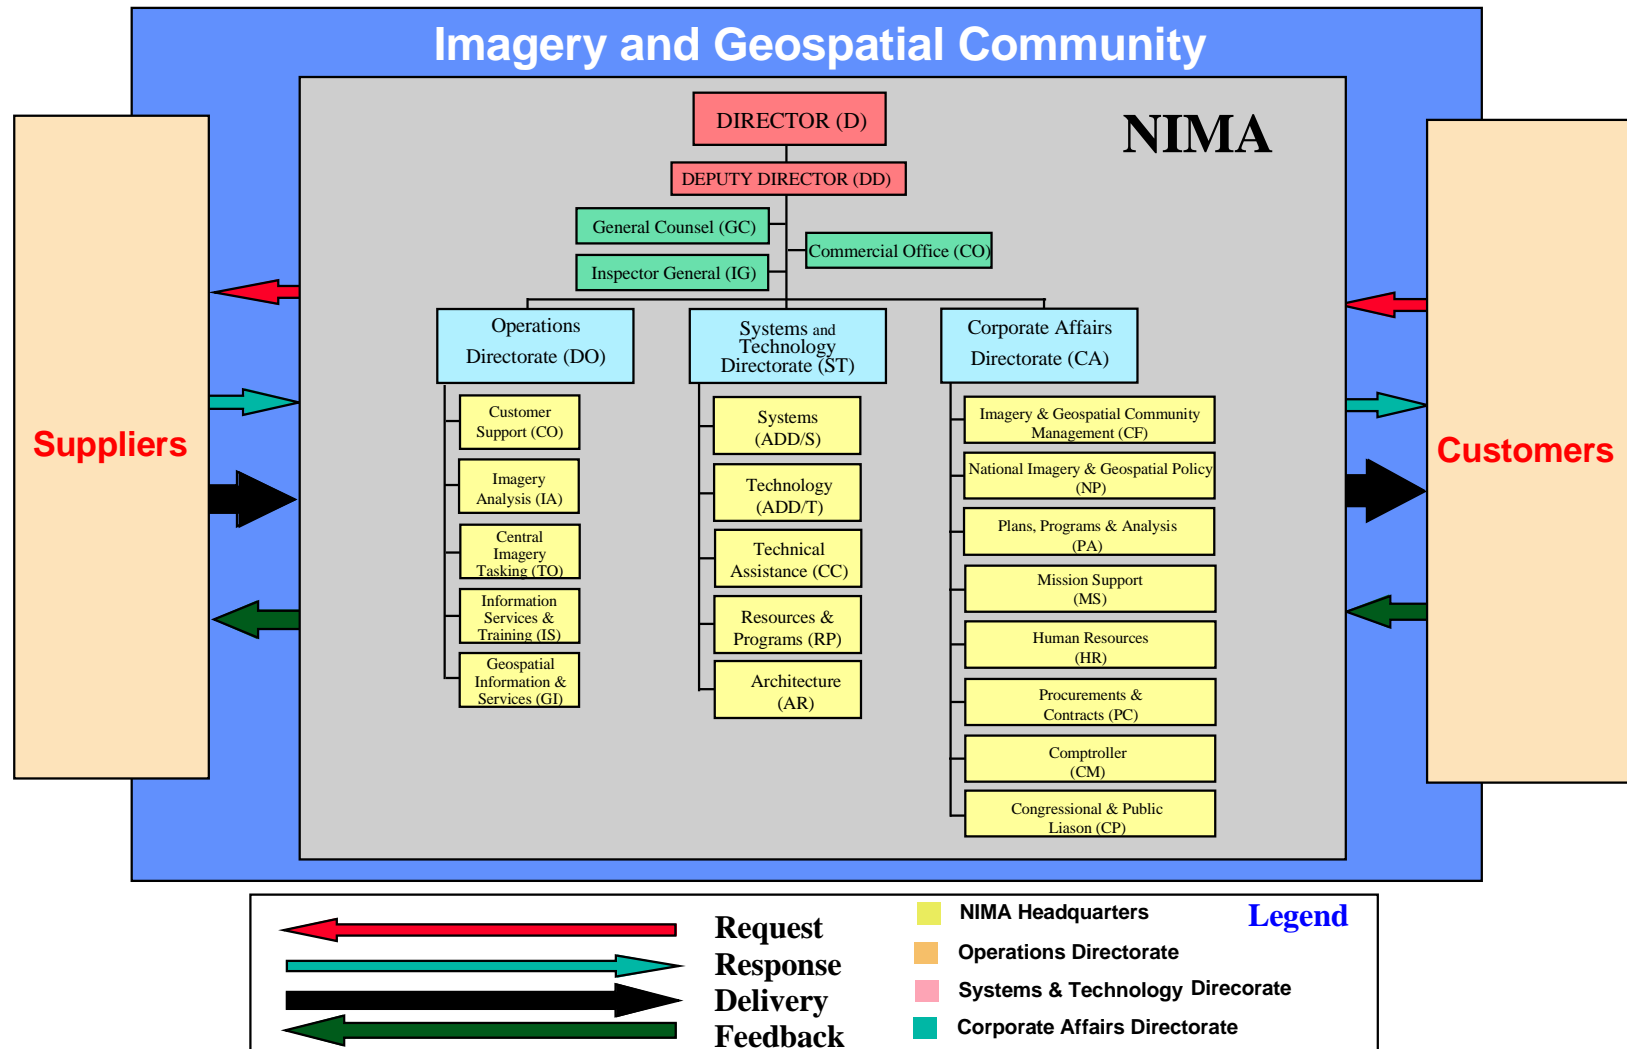 Imagery and Geospatial Community
NIMA
DIRECTOR (D)
DEPUTY DIRECTOR (DD)
General Counsel (GC)
Commercial Office (CO)
Inspector General (IG)
Operations
Directorate (DO)
Systems and
Technology
Directorate (ST)
Corporate Affairs
Directorate (CA)
Customer
Support (CO)
Imagery
Analysis (IA)
Central
Imagery
Tasking (TO)
Information
Services &
Training (IS)
Geospatial
Information &
Services (GI)
Systems
(ADD/S)
Technology
(ADD/T)
Technical
Assistance (CC)
Resources &
Programs (RP)
Architecture
(AR)
Imagery & Geospatial Community
Management (CF)
National Imagery & Geospatial Policy
(NP)
Plans, Programs & Analysis
(PA)
Mission Support
(MS)
Human Resources
(HR)
Procurements &
Contracts (PC)
Comptroller
(CM)
Congressional & Public
Liason (CP)
Suppliers
Customers
Legend
Request
Response
Delivery
Feedback
NIMA Headquarters
Operations Directorate
Systems & Technology Direcorate
Corporate Affairs Directorate